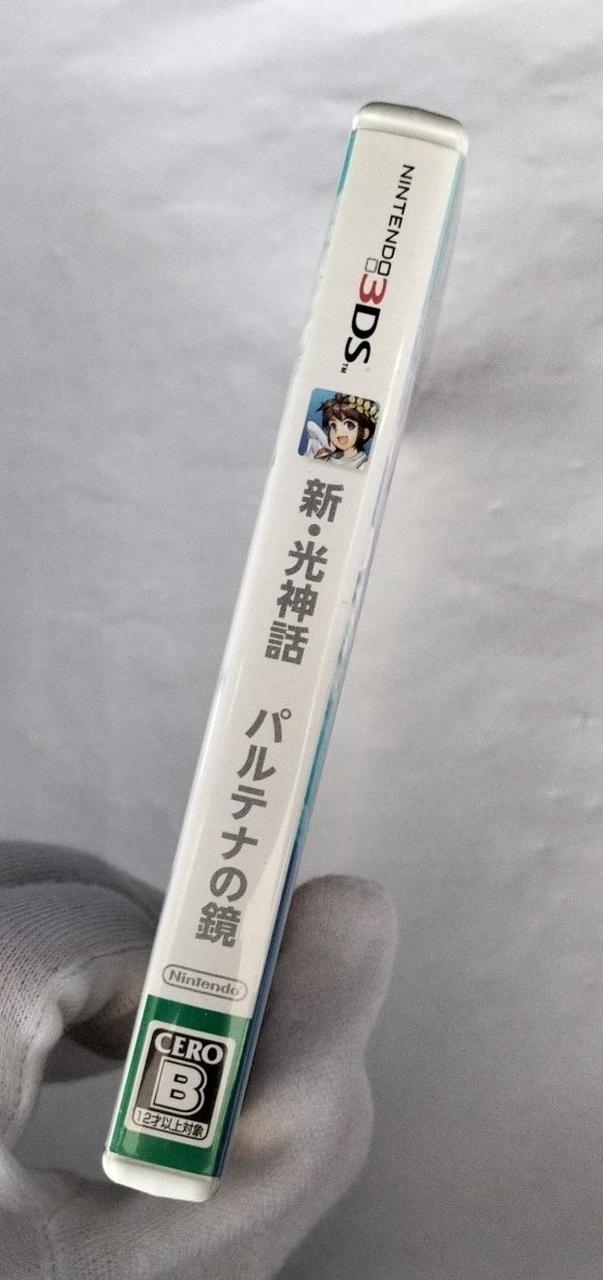 NINTENDO 3DS™
新・光神話 パルテナの鏡
Nintendo
CERO
B
12才以上対象